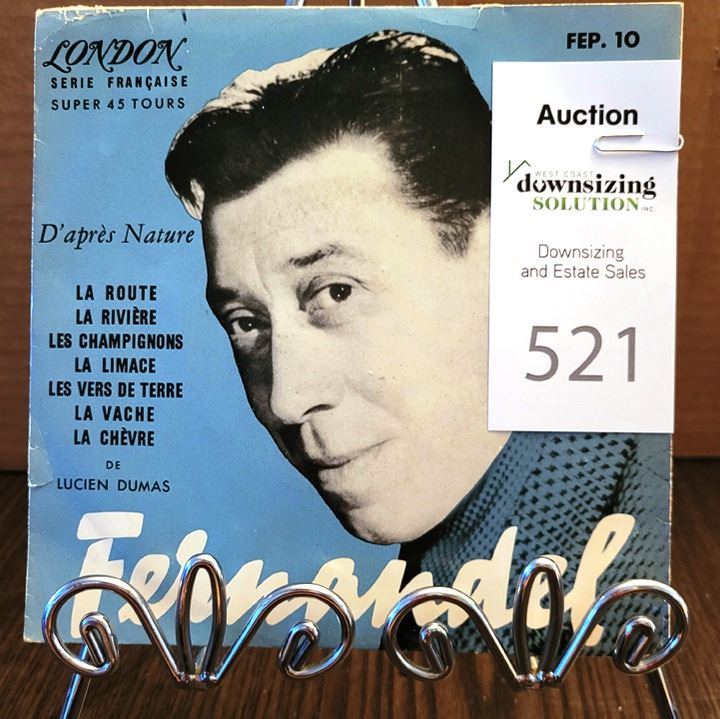 LONDON
SERIE FRANÇAISE
SUPER 45 TOURS
FEP. 10
Auction
WEST COAST
downsizing
SOLUTION INC
Downsizing
and Estate Sales
521
D'après Nature
LA ROUTE
LA RIVIÈRE
LES CHAMPIGNONS
LA LIMACE
LES VERS DE TERRE
LA VACHE
LA CHÈVRE
DE
LUCIEN DUMAS
Fernandel